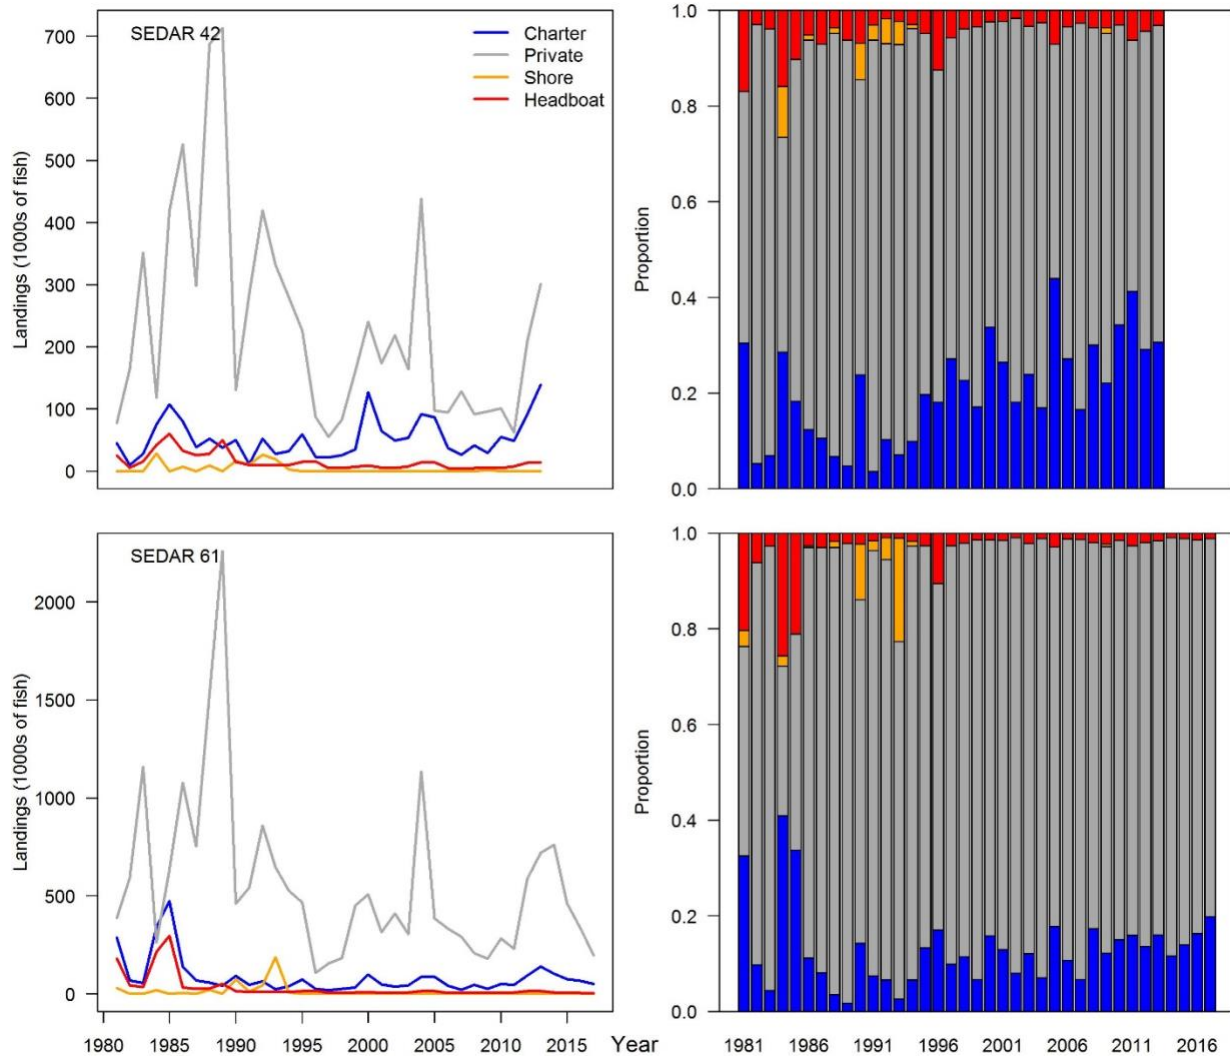 SEDAR 42
Charter
Private
Shore
Headboat
Landings (1000s of fish)
700
600
500
400
300
200
100
0
Proportion
1.0
0.8
0.6
0.4
0.2
0.0
SEDAR 61
Landings (1000s of fish)
2000
1500
1000
500
0
1980 1985 1990 1995 2000 2005 2010 2015 Year
Proportion
1.0
0.8
0.6
0.4
0.2
0.0
1981 1986 1991 1996 2001 2006 2011 2016